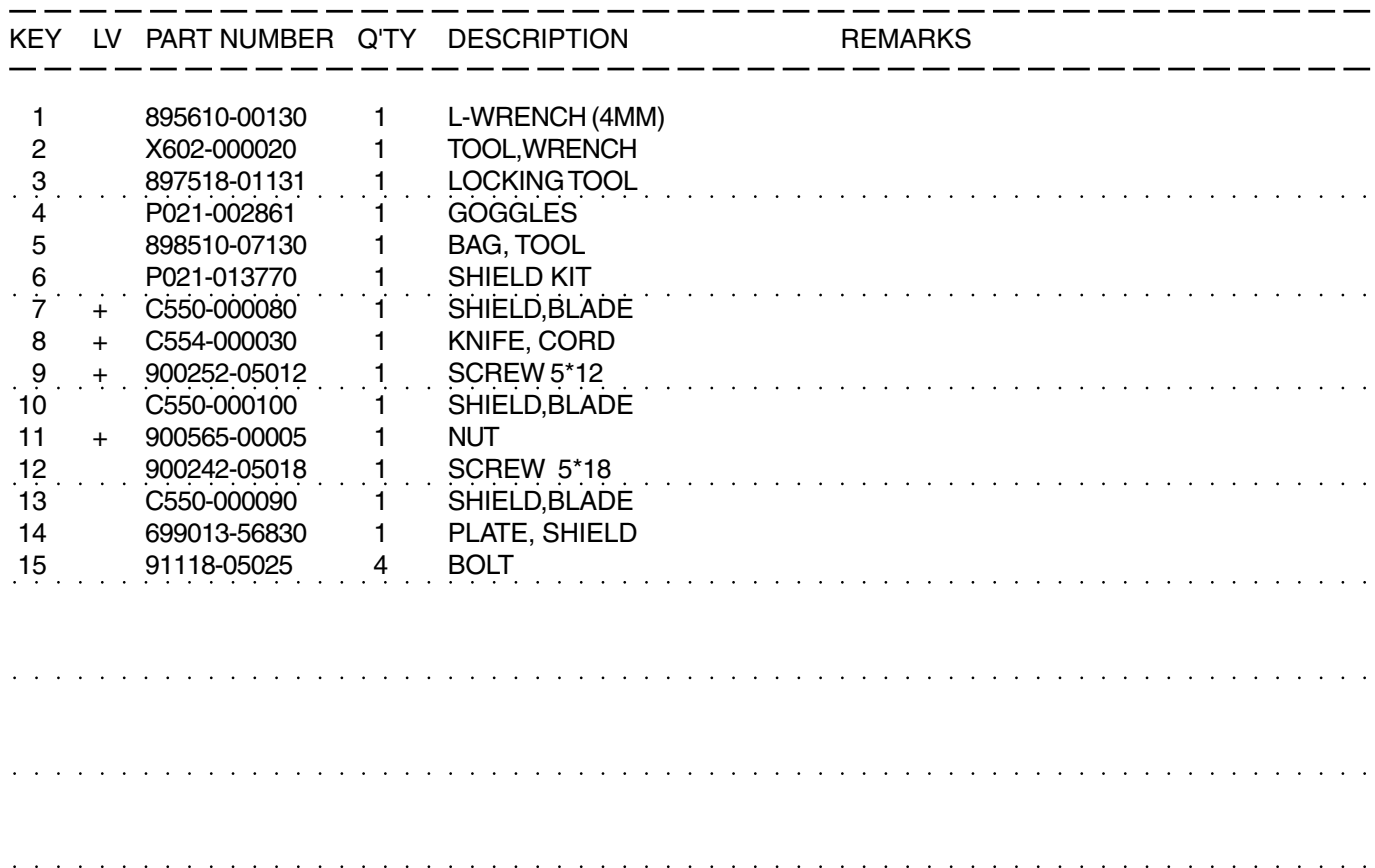 KEY LV PART NUMBER Q'TY DESCRIPTION REMARKS
1 895610-00130 1 L-WRENCH (4MM)
2 X602-000020 1 TOOL,WRENCH
3 897518-01131 1 LOCKING TOOL
4 P021-002861 1 GOGGLES
5 898510-07130 1 BAG, TOOL
6 P021-013770 1 SHIELD KIT
7 + C550-000080 1 SHIELD,BLADE
8 + C554-000030 1 KNIFE, CORD
9 + 900252-05012 1 SCREW 5*12
10 C550-000100 1 SHIELD,BLADE
11 + 900565-00005 1 NUT
12 900242-05018 1 SCREW 5*18
13 C550-000090 1 SHIELD,BLADE
14 699013-56830 1 PLATE, SHIELD
15 91118-05025 4 BOLT